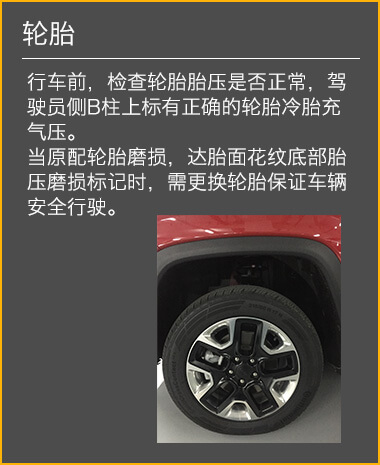 轮胎
行车前，检查轮胎胎压是否正常，驾
驶员侧B柱上标有正确的轮胎冷胎充
气压。
当原配轮胎磨损，达胎面花纹底部胎
压磨损标记时，需更换轮胎保证车辆
安全行驶。